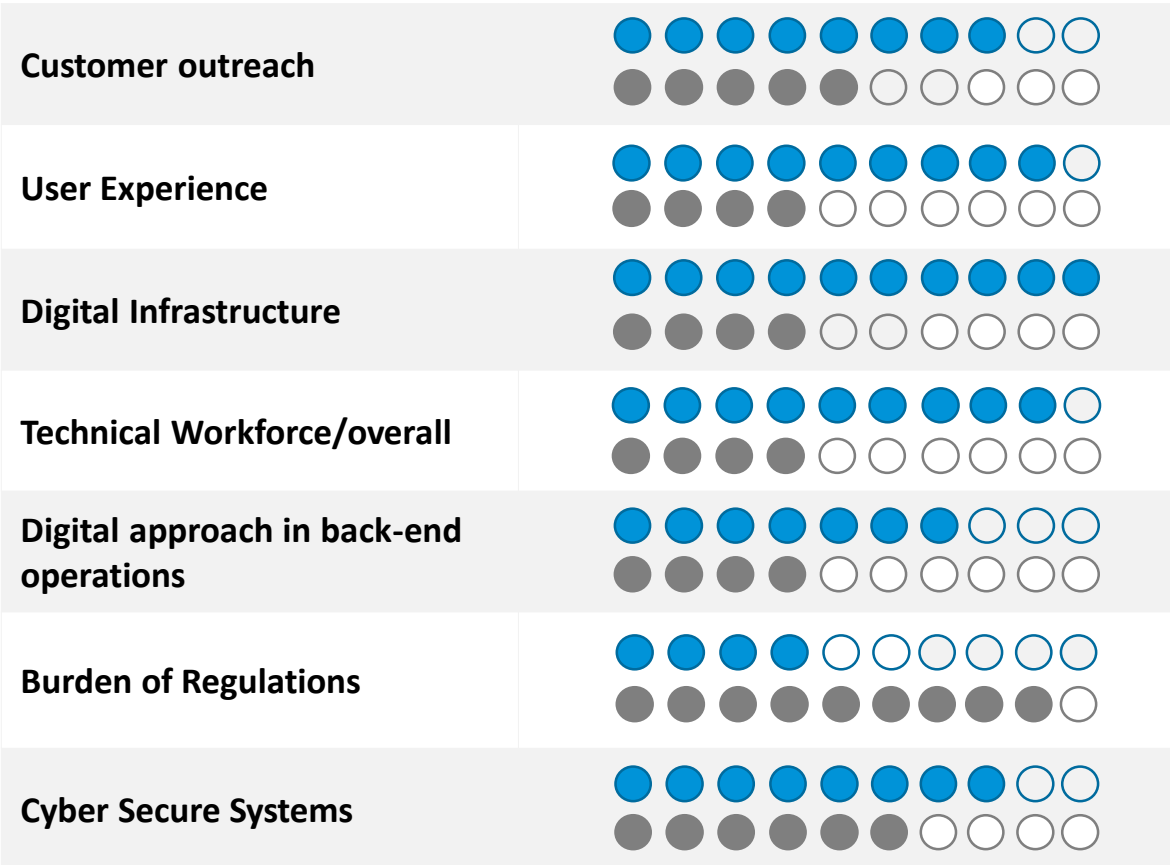 Customer outreach
User Experience
Digital Infrastructure
Technical Workforce/overall
Digital approach in back-end
operations
Burden of Regulations
Cyber Secure Systems